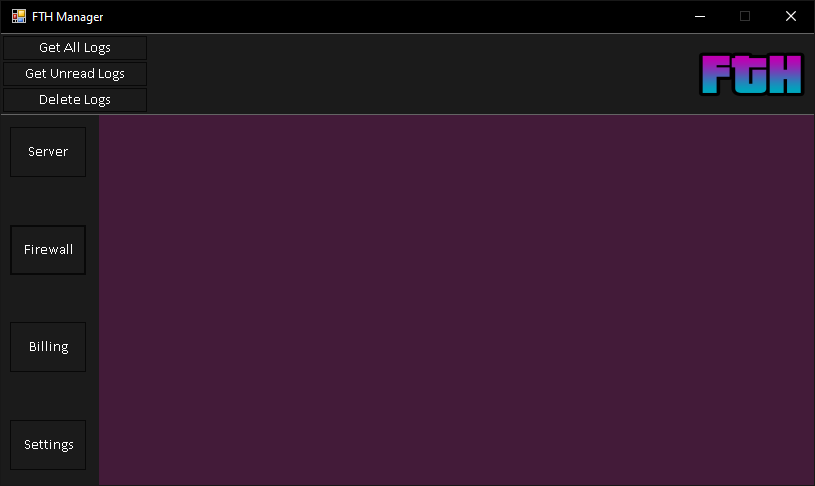 FTH Manager
Get All Logs
Get Unread Logs
Delete Logs
FTH
Server
Firewall
Billing
Settings